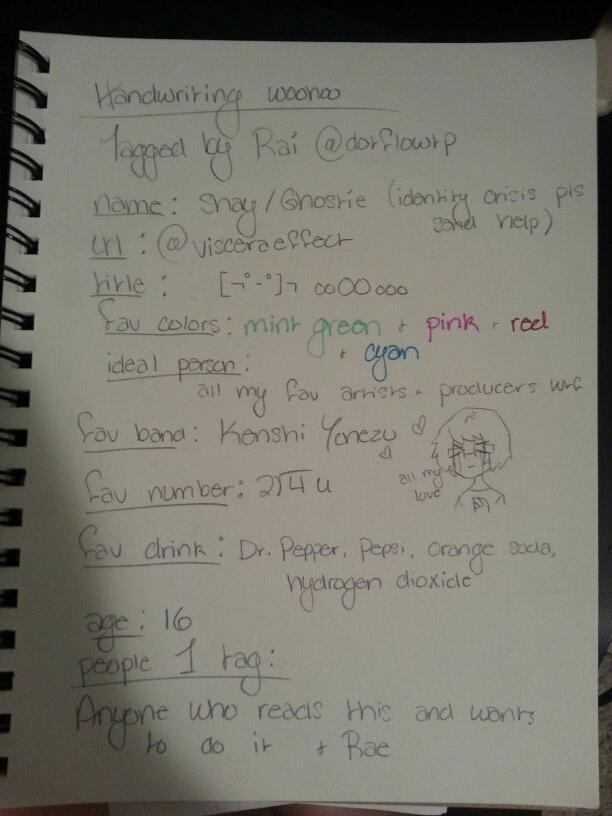 Handwriting woohoo
Tagged by Rai @dorflowrp
name: Shay/Ghostie (identity crisis pls
send help)
url: @visceraeffect
title: [¬º-°]¬ ooOOooo
fav colors: mint green + pink + red
+ cyan
ideal person:
all my fav artists + producers wtf
fav band: Kenshi Yonezu ♡
♡
all my
love
fav number: 2√4u
fav drink: Dr. Pepper, Pepsi, orange soda,
hydrogen dioxide
age: 16
people I tag:
Anyone who reads this and wants
to do it + Rae